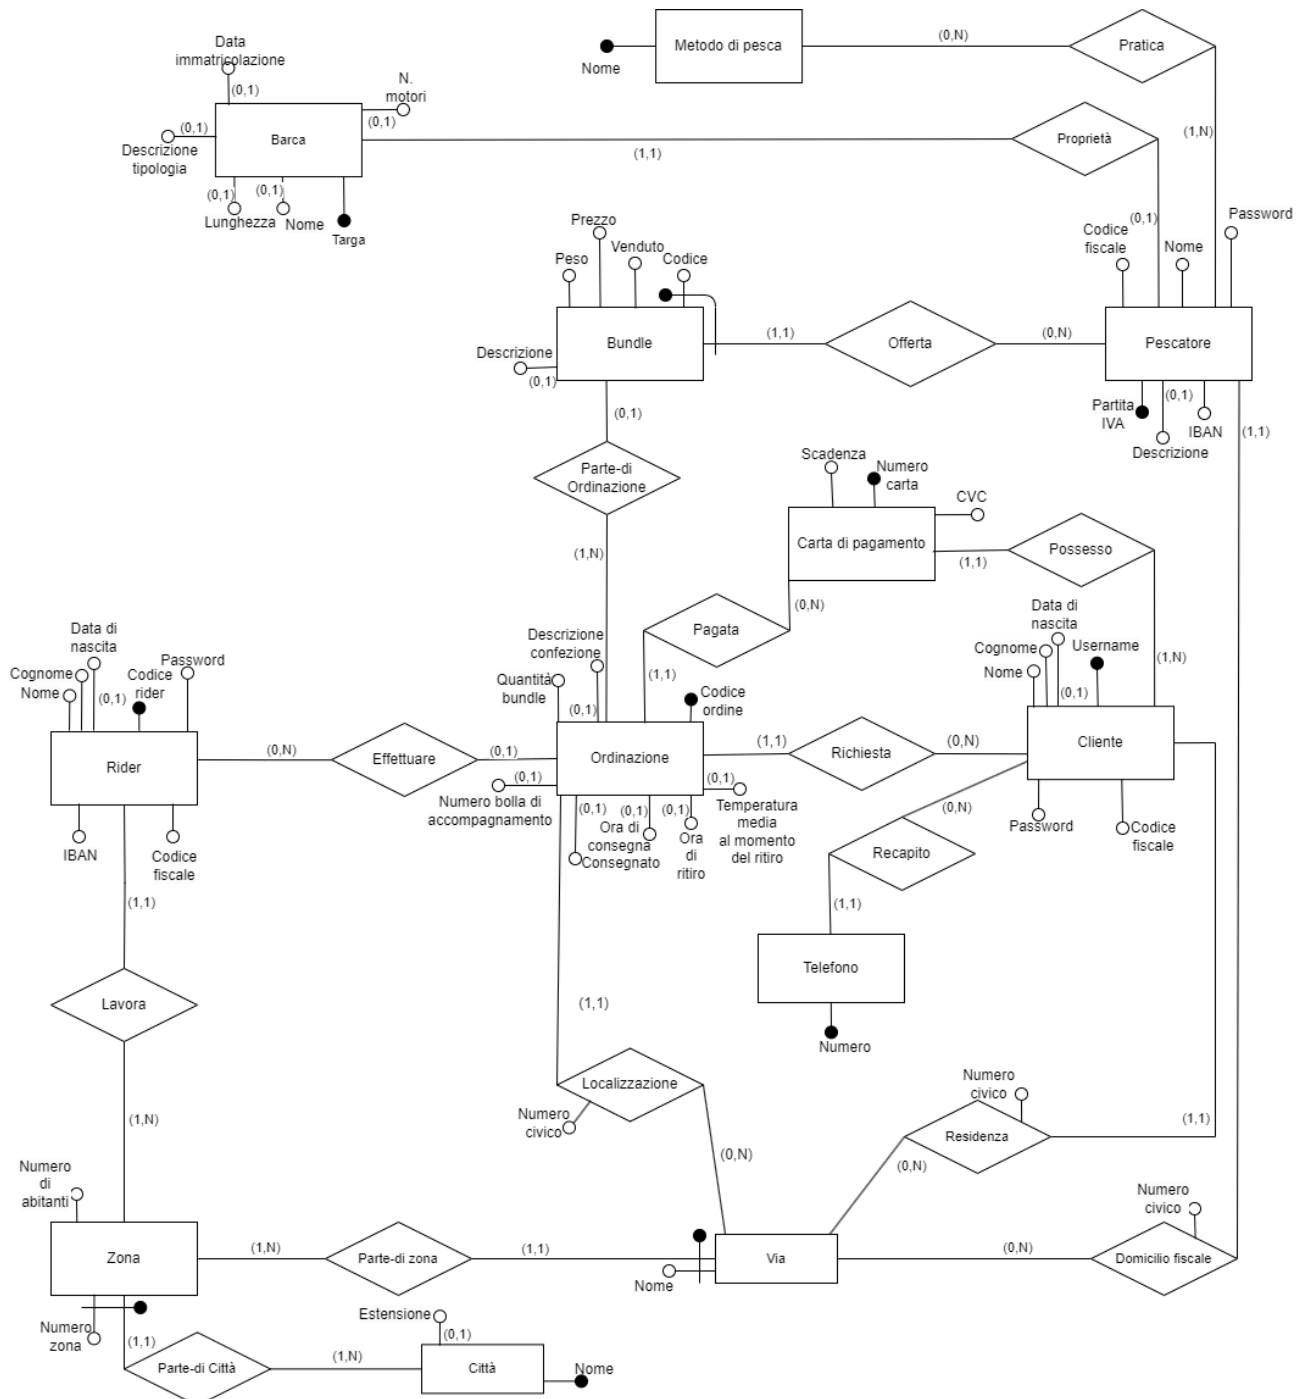 Data
immatricolazione
(0,1)
N.
motori
(0,1)
(0,1)
Descrizione
tipologia
Barca
(0,1)
Lunghezza
(0,1)
Nome
Targa
Nome
Metodo di pesca
(0,N)
Pratica
(1,N)
(1,1)
Proprietà
(0,1)
Codice
fiscale
Nome
Password
Pescatore
Partita
IVA
(0,1)
Descrizione
IBAN
(1,1)
Prezzo
Peso
Venduto
Codice
Bundle
Descrizione
(0,1)
(1,1)
Offerta
(0,N)
(0,1)
Parte-di
Ordinazione
(1,N)
Scadenza
Numero
carta
CVC
Carta di pagamento
(1,1)
Possesso
(1,N)
(0,N)
Pagata
(1,1)
Data di
nascita
Cognome
Nome
(0,1)
Codice
rider
Password
Rider
IBAN
Codice
fiscale
(0,N)
Effettuare
(0,1)
Descrizione
confezione
Quantità
bundle
(0,1)
Codice
ordine
Ordinazione
(0,1)
Numero bolla di
accompagnamento
(0,1)
Consegnato
(0,1)
Ora di
consegna
(0,1)
Ora
di
ritiro
(0,1)
Temperatura
media
al momento
del ritiro
(1,1)
Richiesta
(0,N)
Data di
nascita
Cognome
Nome
(0,1)
Username
Cliente
Password
Codice
fiscale
(0,N)
Recapito
(1,1)
Telefono
Numero
(1,1)
Lavora
(1,N)
(1,1)
Localizzazione
Numero
civico
(0,N)
Numero
civico
Residenza
(1,1)
(0,N)
Numero
di
abitanti
Zona
Numero
zona
(1,N)
Parte-di zona
(1,1)
Nome
Via
(0,N)
Numero
civico
Domicilio fiscale
(1,1)
Parte-di Città
(1,N)
Estensione
(0,1)
Città
Nome